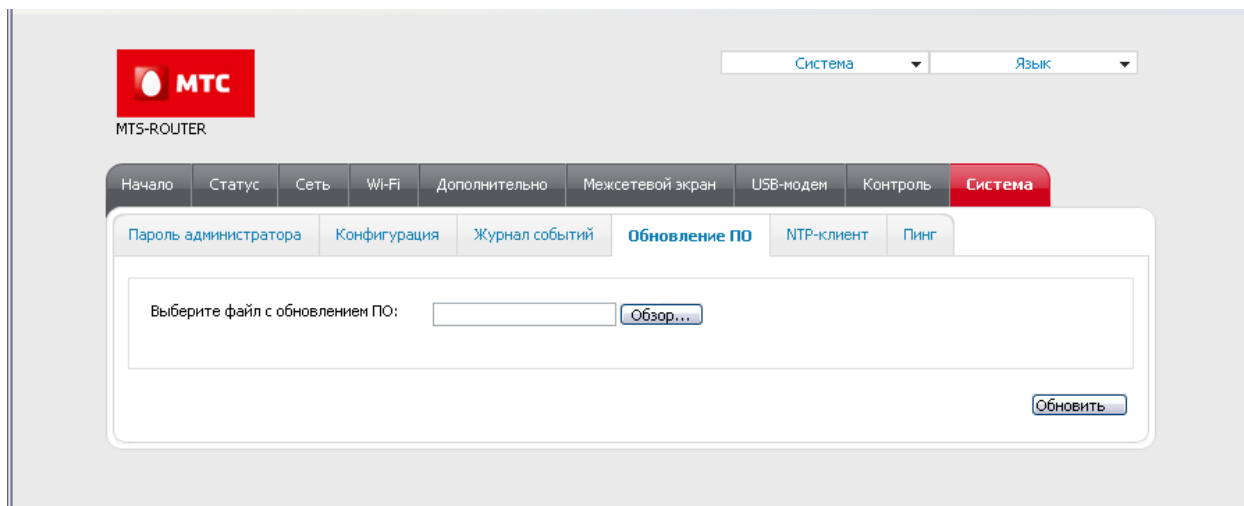 Система Язык
МТС
MTS-ROUTER
Начало Статус Сеть Wi-Fi Дополнительно Межсетевой экран USB-модем Контроль Система
Пароль администратора Конфигурация Журнал событий Обновление ПО NTP-клиент Пинг
Выберите файл с обновлением ПО: Обзор...
Обновить